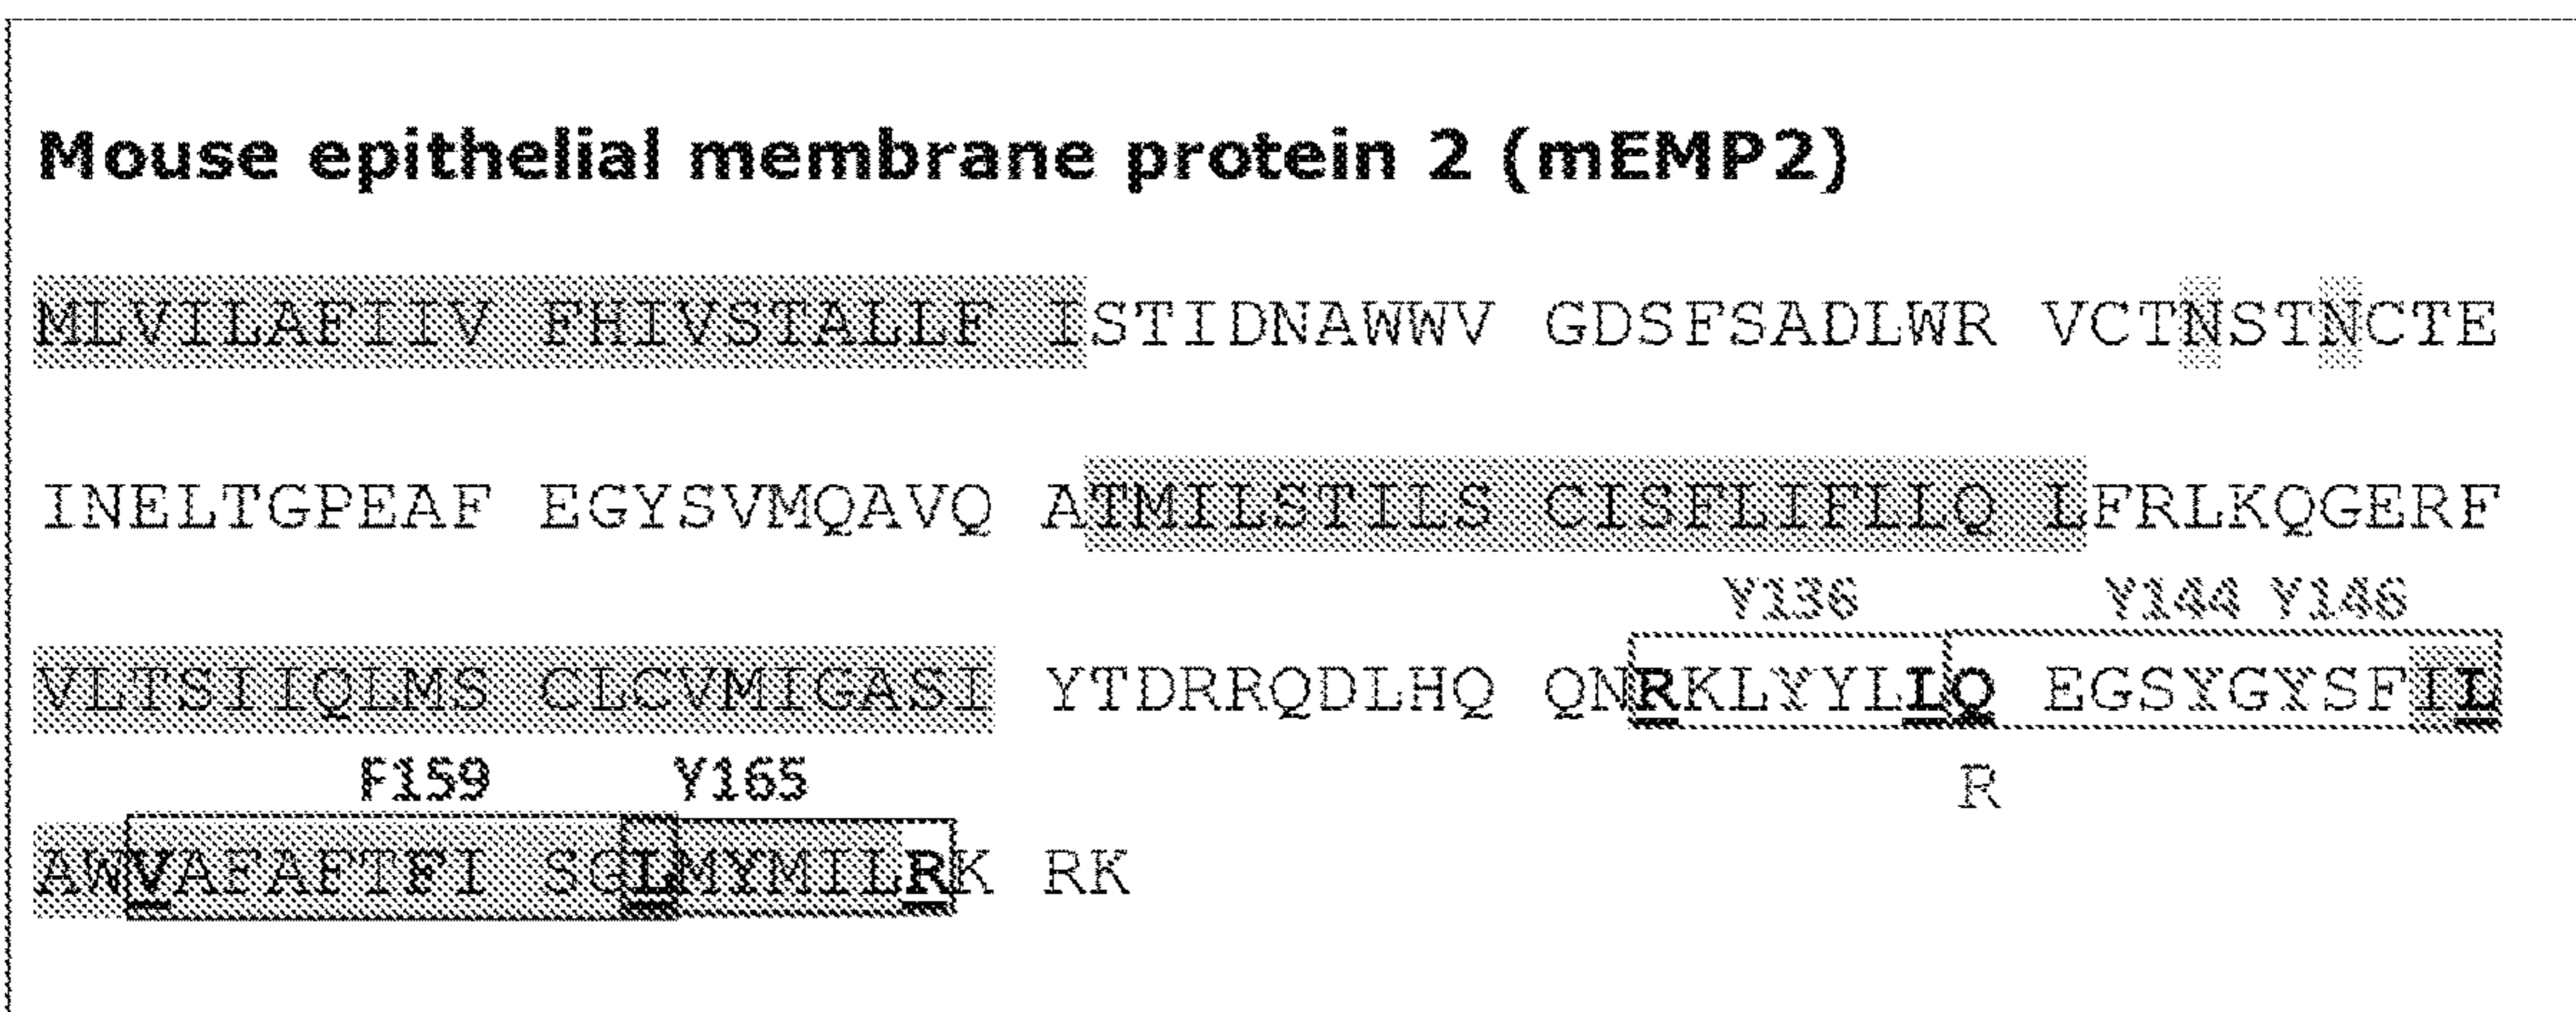 Mouse epithelial membrane protein 2 (mEMP2)
MLVILAFIIV FHIVSTALLF ISTIDNAWWV GDSFSADLWR VCTNSTNCTE
INELTGPEAF EGYSVMQAVQ ATMILSTILS CISFLIFLLQ LFRLKQGERF
Y136 Y144 Y146
VLTSIIQLMS CLCVMIGASI YTDRRQDLHQ QNRKLYYLLQ EGSYGYSFIL
F159 Y165 R
AWVAFAFTFI SGLMYMILRK RK